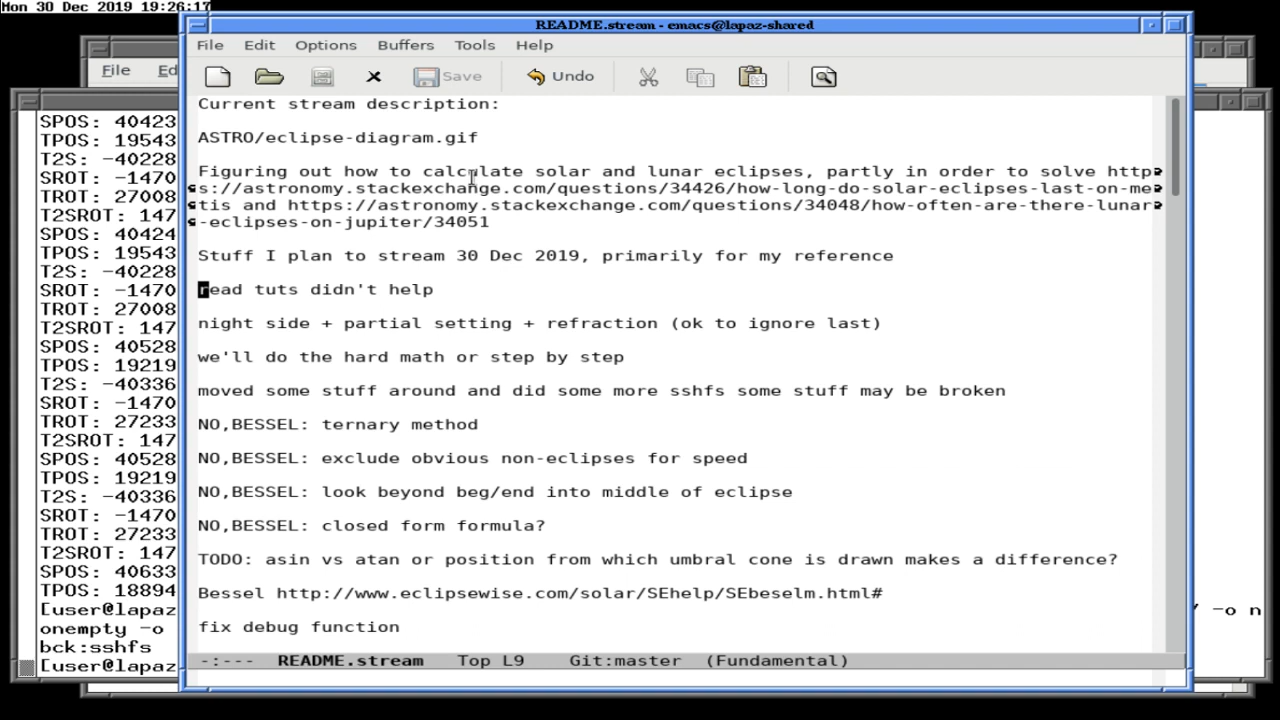 Mon 30 Dec 2019 19:26:17
README.stream - emacs@lapaz-shared
File Ed
File Edit Options Buffers Tools Help
Save Undo
Current stream description:
ASTRO/eclipse-diagram.gif
Figuring out how to calculate solar and lunar eclipses, partly in order to solve http
s://astronomy.stackexchange.com/questions/34426/how-long-do-solar-eclipses-last-on-me
tis and https://astronomy.stackexchange.com/questions/34048/how-often-are-there-lunar
-eclipses-on-jupiter/34051
Stuff I plan to stream 30 Dec 2019, primarily for my reference
read tuts didn't help
night side + partial setting + refraction (ok to ignore last)
we'll do the hard math or step by step
moved some stuff around and did some more sshfs some stuff may be broken
NO,BESSEL: ternary method
NO,BESSEL: exclude obvious non-eclipses for speed
NO,BESSEL: look beyond beg/end into middle of eclipse
NO,BESSEL: closed form formula?
TODO: asin vs atan or position from which umbral cone is drawn makes a difference?
Bessel http://www.eclipsewise.com/solar/SEhelp/SEbeselm.html#
fix debug function
-:--- README.stream Top L9 Git:master (Fundamental)
SPOS: 40423
TPOS: 19543
T2S: -40228
SROT: -1470
TROT: 27008
T2SROT: 147
SPOS: 40424
TPOS: 19543
T2S: -40228
SROT: -1470
TROT: 27008
T2SROT: 147
SPOS: 40528
TPOS: 19219
T2S: -40336
SROT: -1470
TROT: 27233
T2SROT: 147
SPOS: 40528
TPOS: 19219
T2S: -40336
SROT: -1470
TROT: 27233
T2SROT: 147
SPOS: 40633
TPOS: 18894
[user@lapaz -o n
onempty -o
bck:sshfs
[user@lapaz